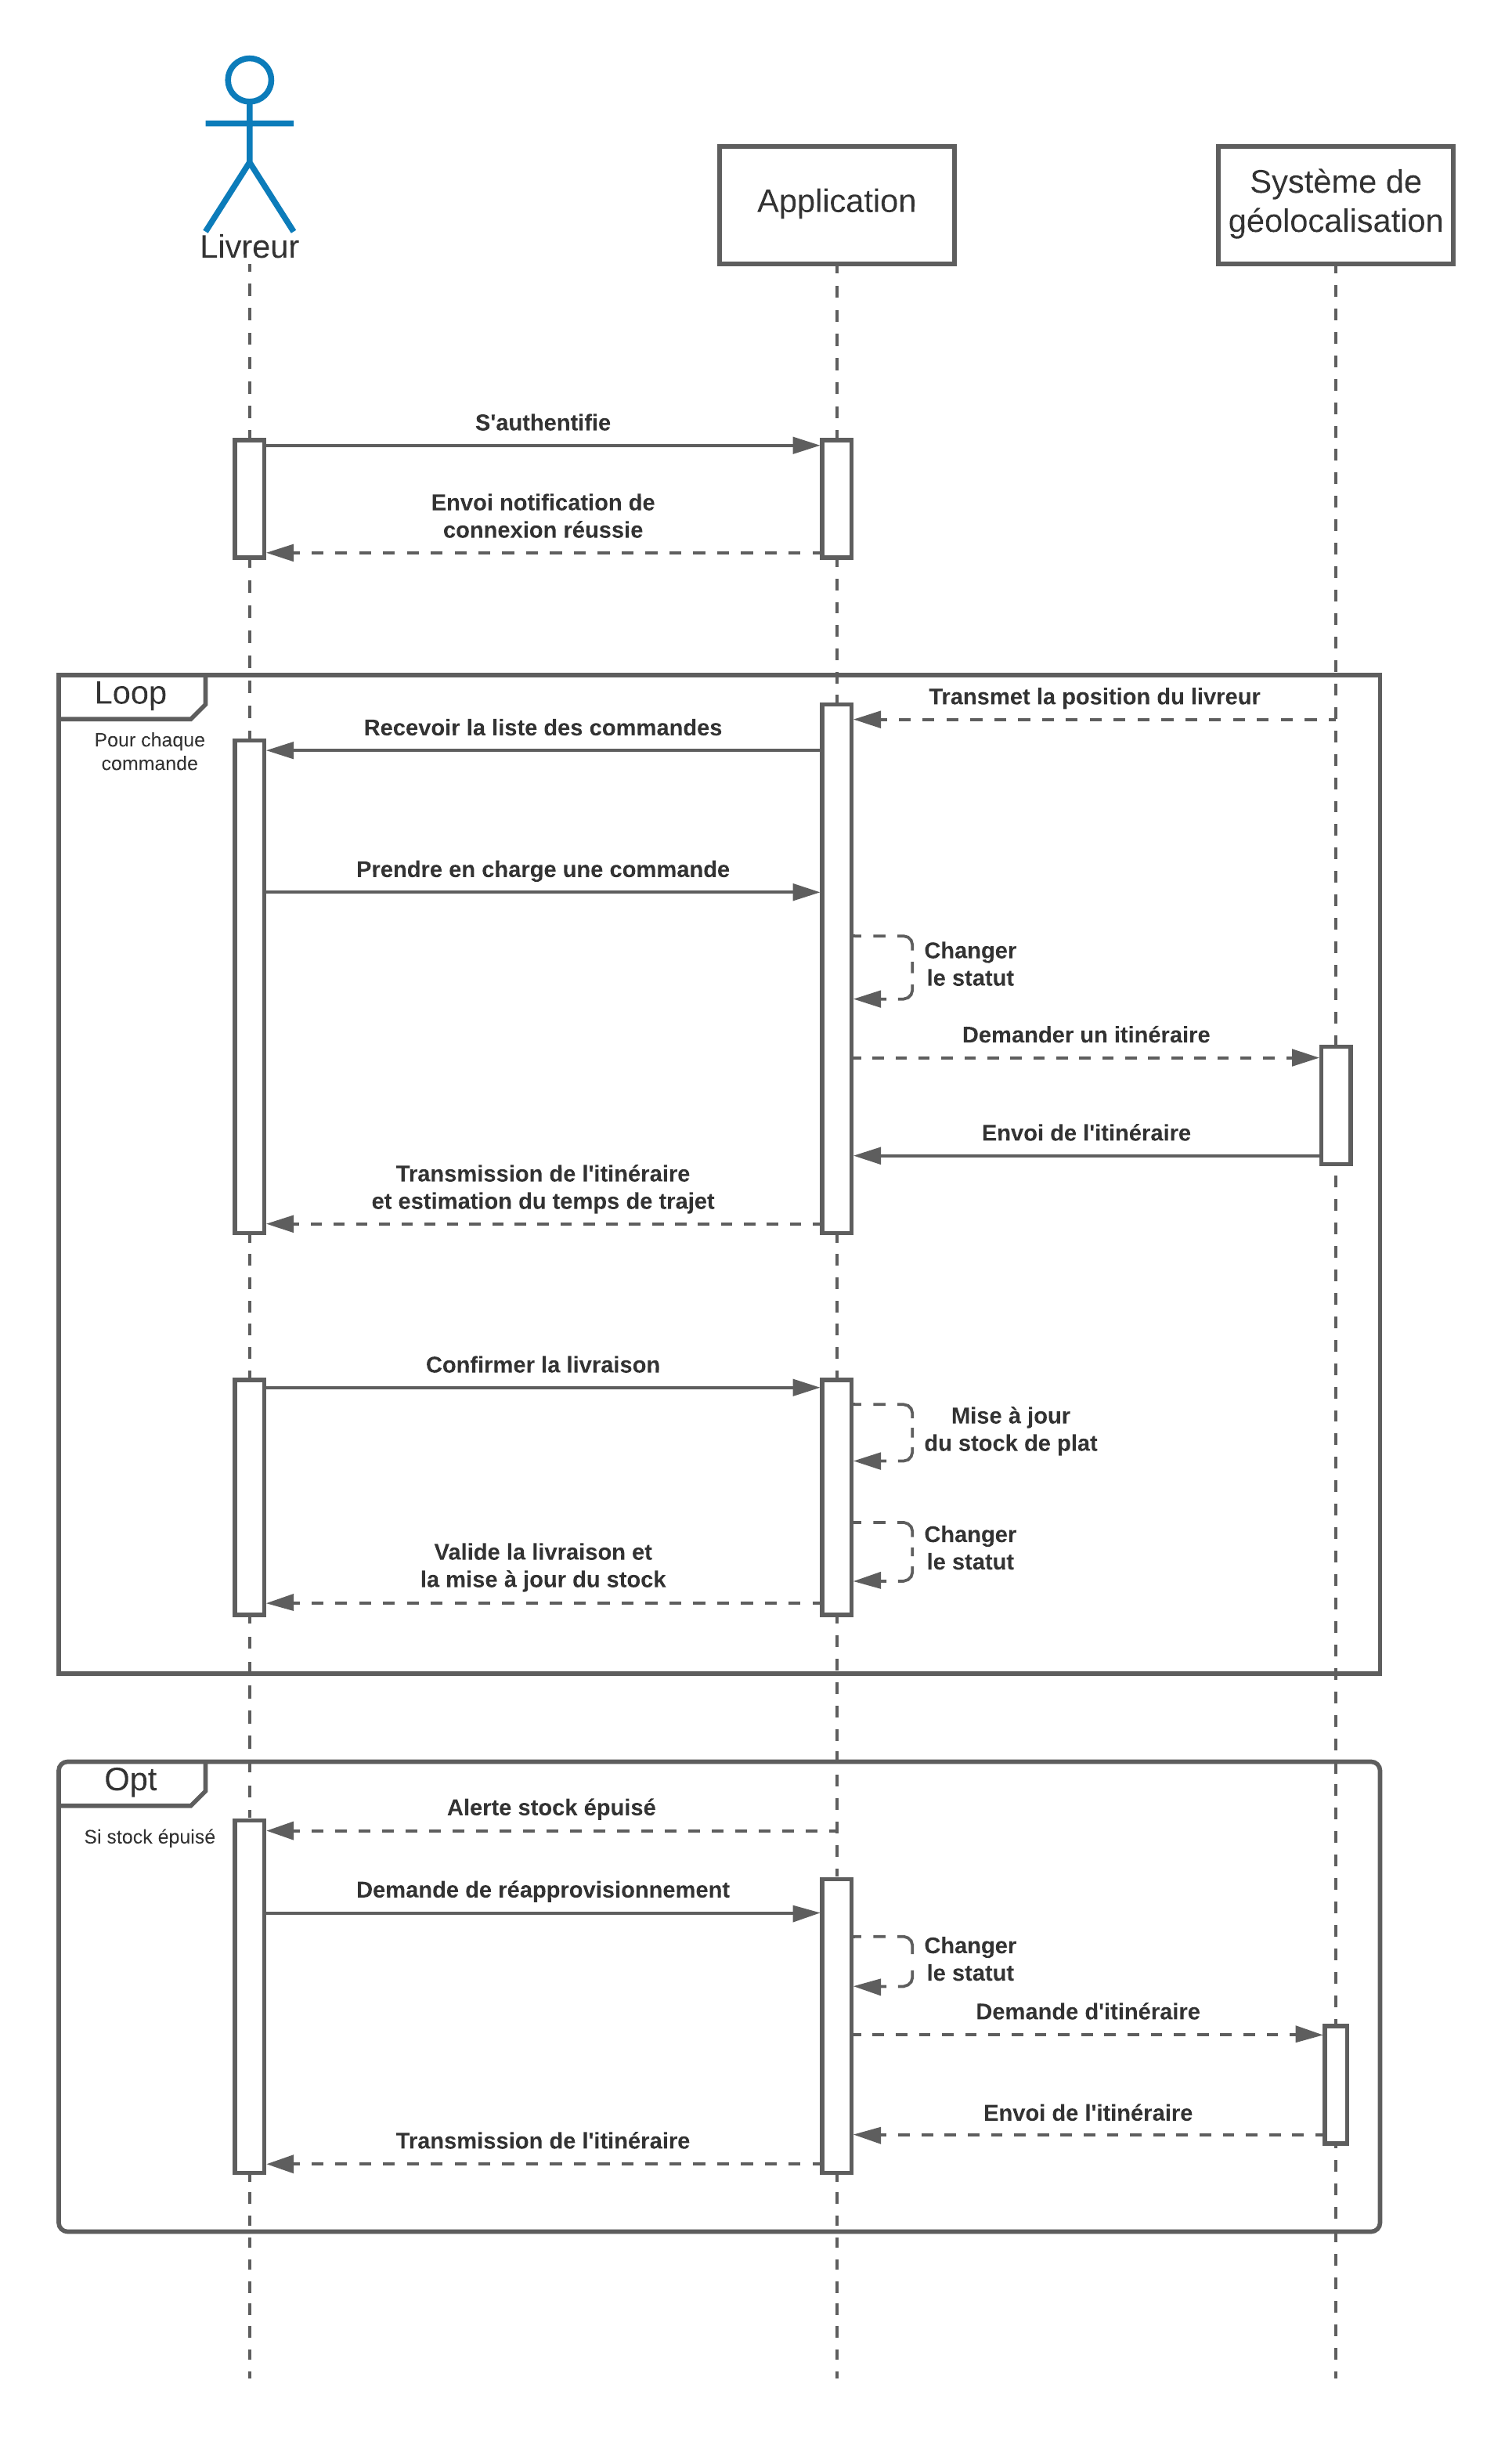 Livreur
Application
Système de
géolocalisation
S'authentifie
Envoi notification de
connexion réussie
Loop
Pour chaque
commande
Transmet la position du livreur
Recevoir la liste des commandes
Prendre en charge une commande
Changer
le statut
Demander un itinéraire
Envoi de l'itinéraire
Transmission de l'itinéraire
et estimation du temps de trajet
Confirmer la livraison
Mise à jour
du stock de plat
Changer
le statut
Valide la livraison et
la mise à jour du stock
Opt
Si stock épuisé
Alerte stock épuisé
Demande de réapprovisionnement
Changer
le statut
Demande d'itinéraire
Envoi de l'itinéraire
Transmission de l'itinéraire